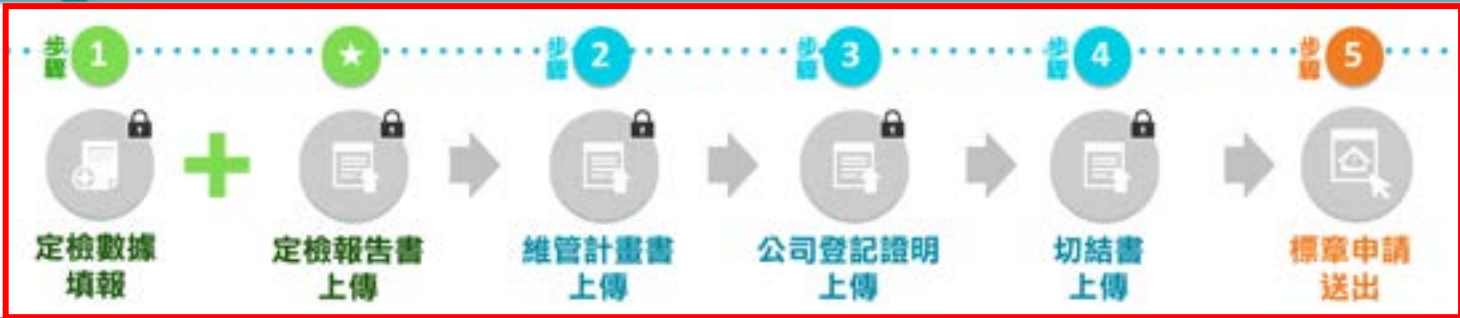 步驟 1
★
步驟 2
步驟 3
步驟 4
步驟 5
定檢數據
填報
定檢報告書
上傳
維管計畫書
上傳
公司登記證明
上傳
切結書
上傳
標章申請
送出